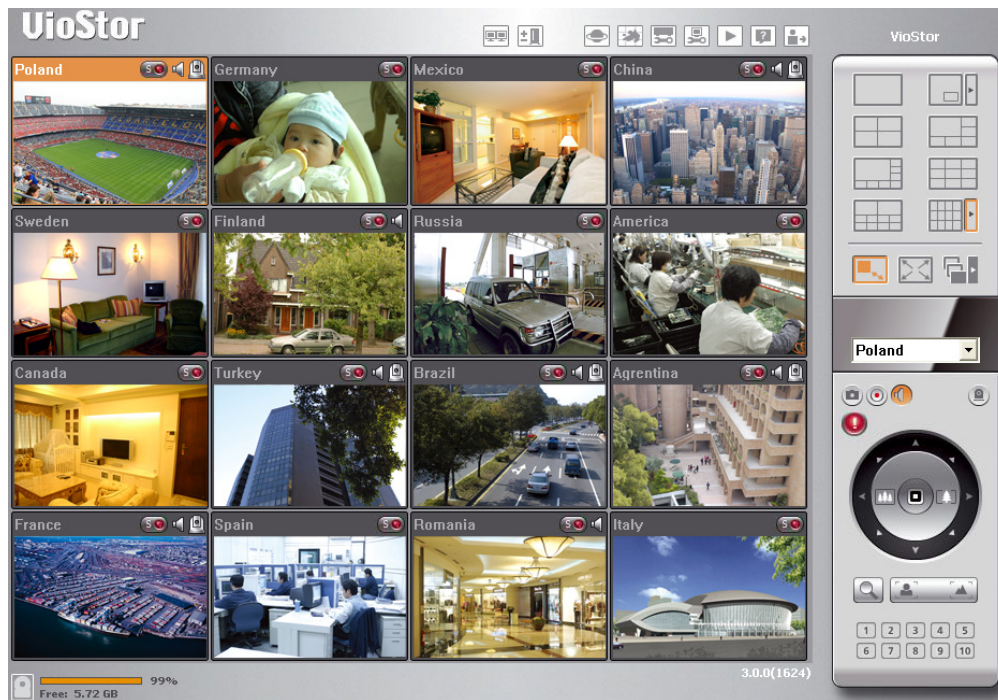 VioStor
VioStor
Poland S
Germany S
Mexico S
China S
Sweden S
Finland S
Russia S
America S
Canada S
Turkey S
Brazil S
Agrentina S
France S
Spain S
Romania S
Italy S
Poland
1 2 3 4 5
6 7 8 9 10
99%
Free: 5.72 GB
3.0.0(1624)